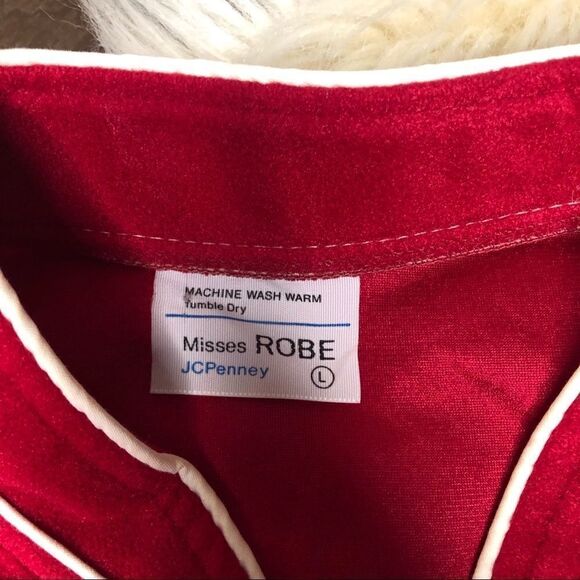 MACHINE WASH WARM
Tumble Dry
Misses ROBE
JCPenney L